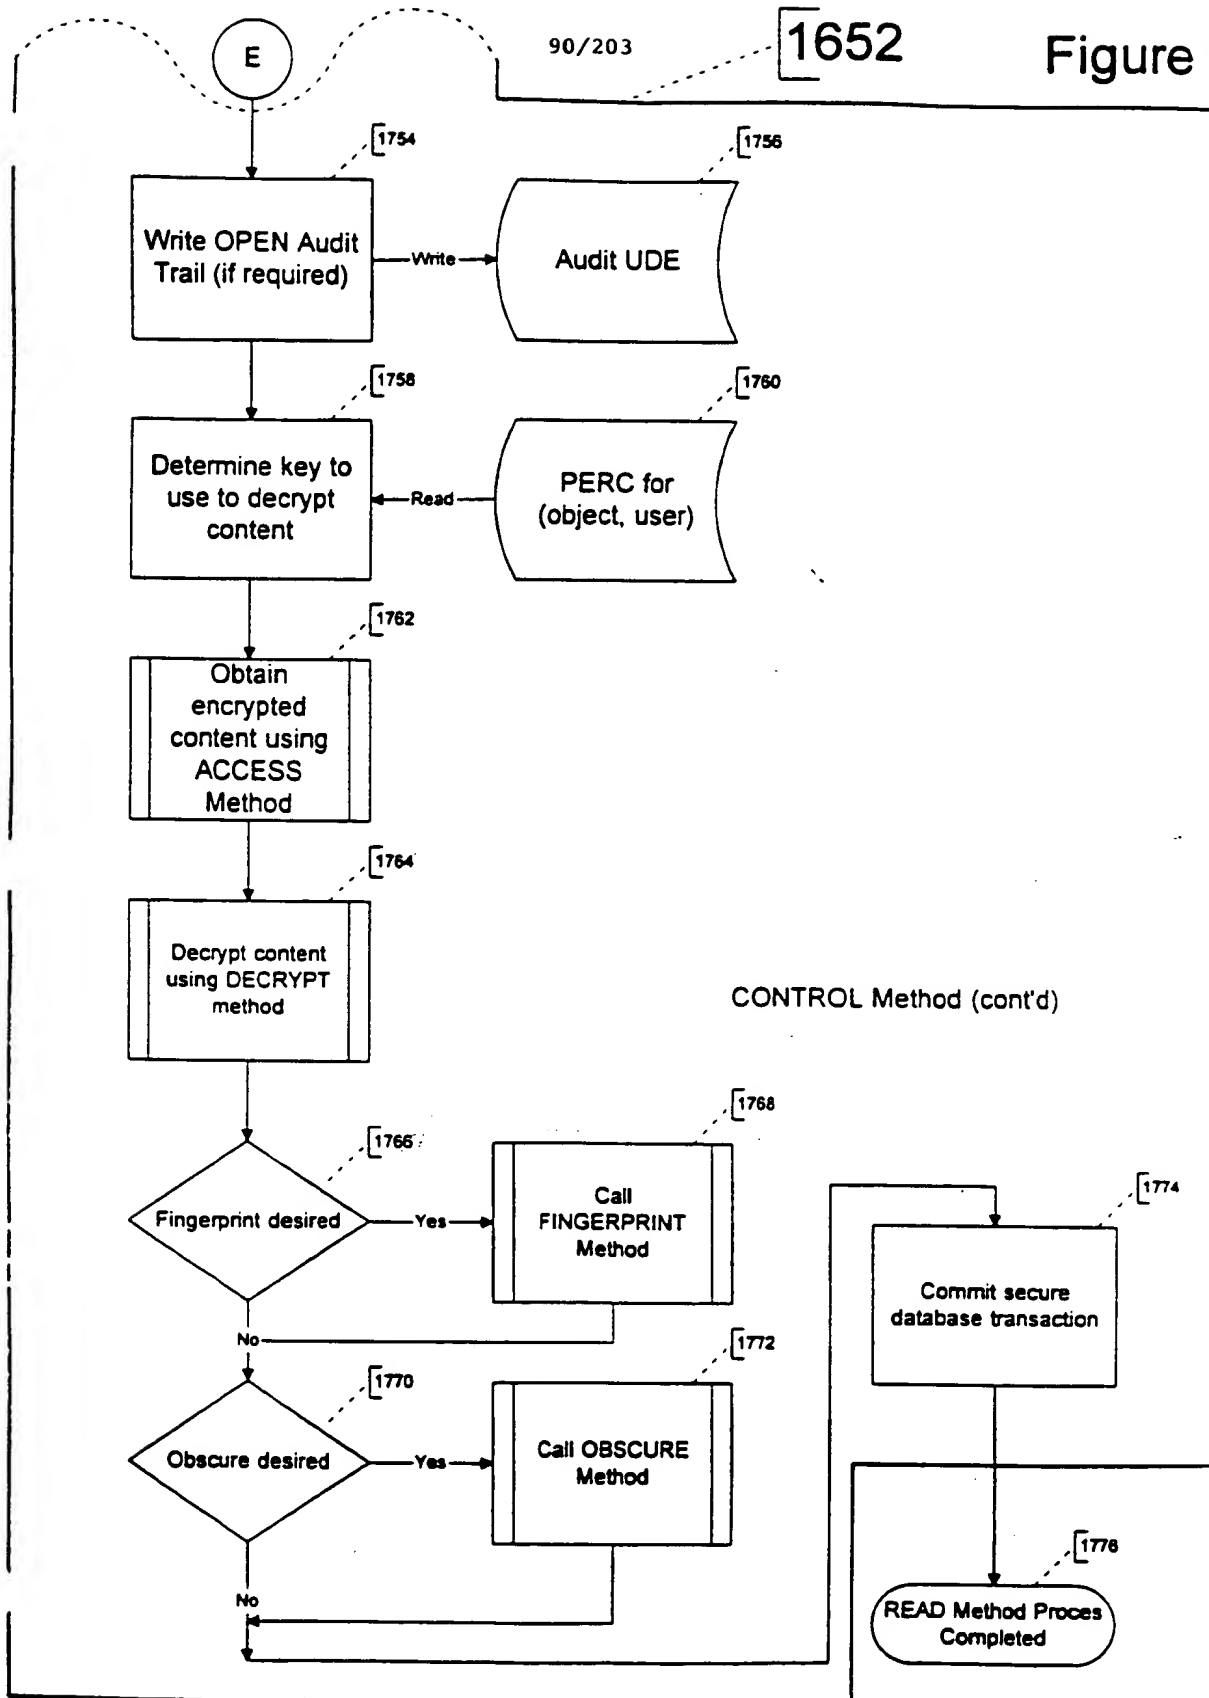 E
90/203
1652
Figure
1754
1756
Write OPEN Audit
Trail (if required)
Write
Audit UDE
1758
1760
Determine key to
use to decrypt
content
Read
PERC for
(object, user)
1762
Obtain
encrypted
content using
ACCESS
Method
1764
Decrypt content
using DECRYPT
method
CONTROL Method (cont'd)
1766
1768
Fingerprint desired
Yes
Call
FINGERPRINT
Method
1774
Commit secure
database transaction
No
1770
1772
Obscure desired
Yes
Call OBSCURE
Method
No
1776
READ Method Proces
Completed